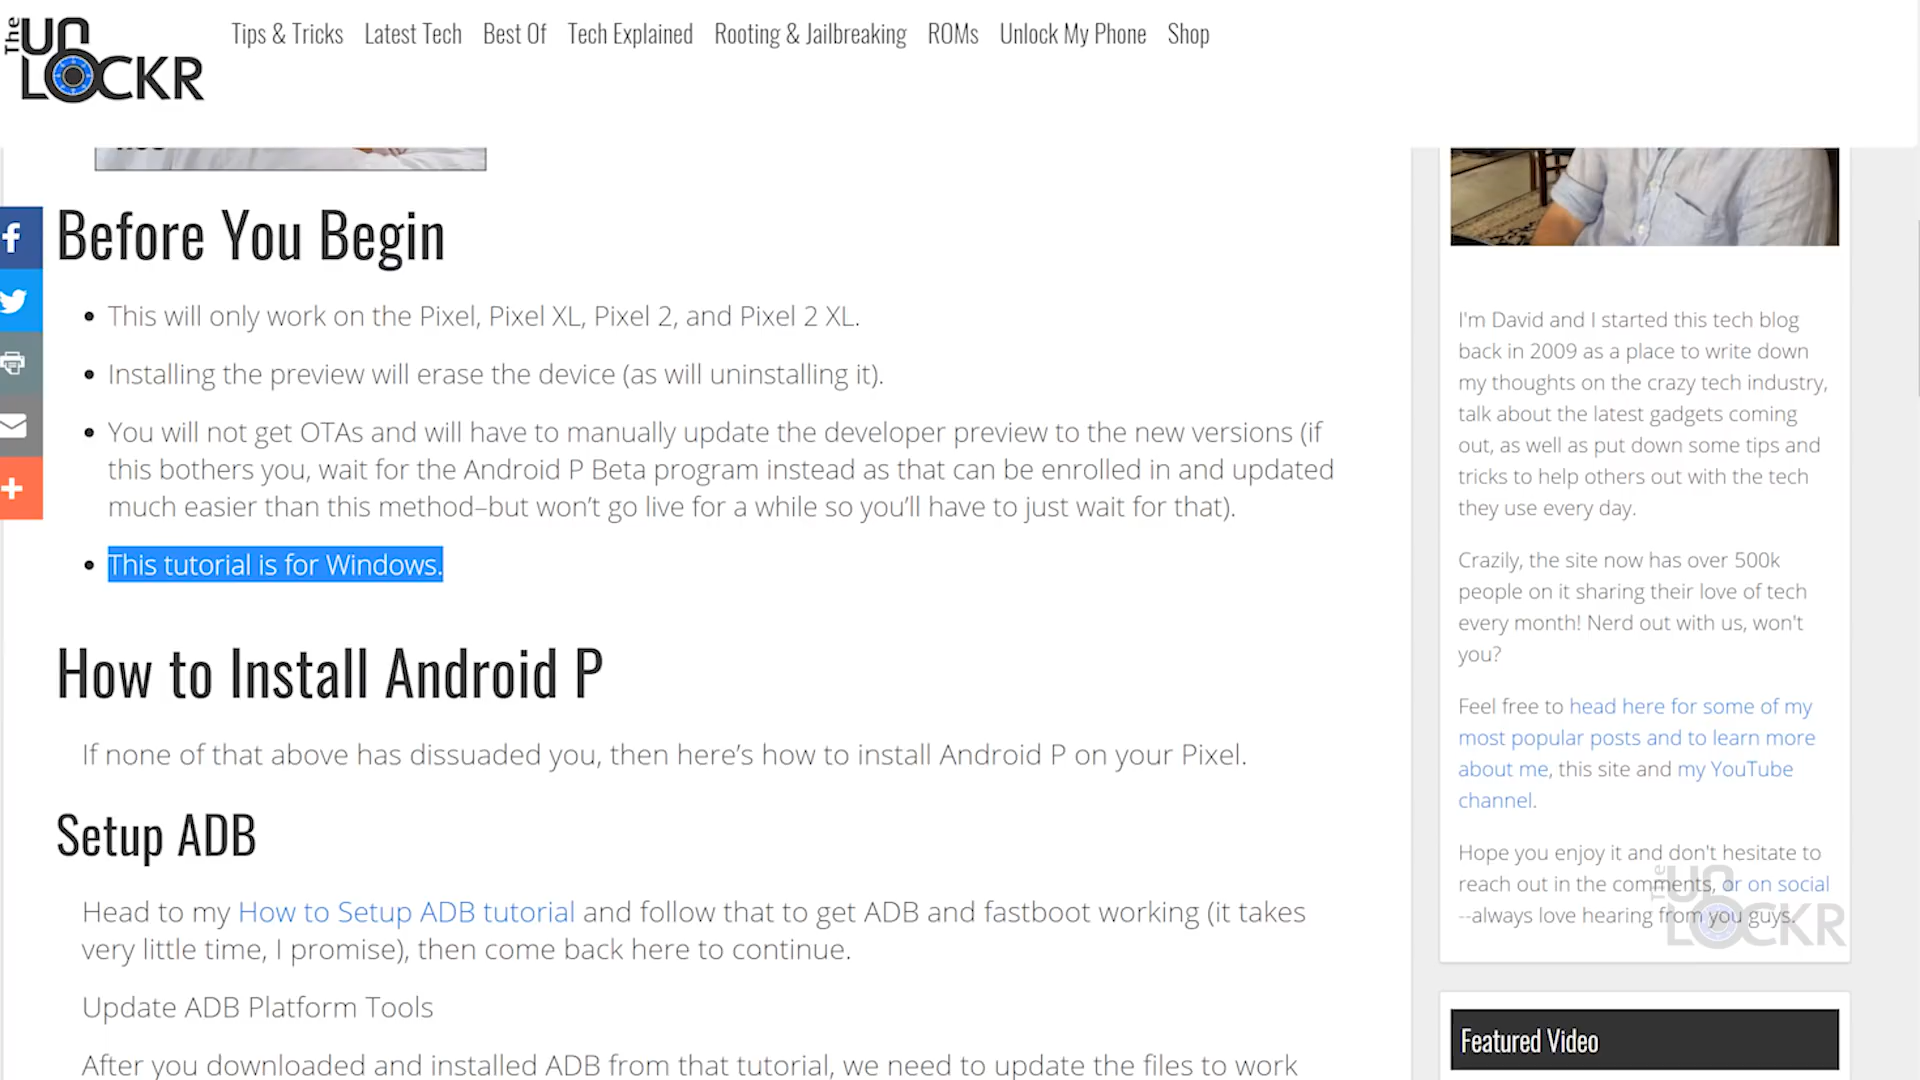 The UNLOCKR
Tips & Tricks Latest Tech Best Of Tech Explained Rooting & Jailbreaking ROMs Unlock My Phone Shop
Before You Begin
This will only work on the Pixel, Pixel XL, Pixel 2, and Pixel 2 XL.
Installing the preview will erase the device (as will uninstalling it).
You will not get OTAs and will have to manually update the developer preview to the new versions (if
this bothers you, wait for the Android P Beta program instead as that can be enrolled in and updated
much easier than this method–but won’t go live for a while so you’ll have to just wait for that).
This tutorial is for Windows.
How to Install Android P
If none of that above has dissuaded you, then here’s how to install Android P on your Pixel.
Setup ADB
Head to my How to Setup ADB tutorial and follow that to get ADB and fastboot working (it takes
very little time, I promise), then come back here to continue.
Update ADB Platform Tools
After you downloaded and installed ADB from that tutorial, we need to update the files to work
I'm David and I started this tech blog
back in 2009 as a place to write down
my thoughts on the crazy tech industry,
talk about the latest gadgets coming
out, as well as put down some tips and
tricks to help others out with the tech
they use every day.
Crazily, the site now has over 500k
people on it sharing their love of tech
every month! Nerd out with us, won't
you?
Feel free to head here for some of my
most popular posts and to learn more
about me, this site and my YouTube
channel.
Hope you enjoy it and don't hesitate to
reach out in the comments, or on social
--always love hearing from you guys.
The UNLOCKR
Featured Video